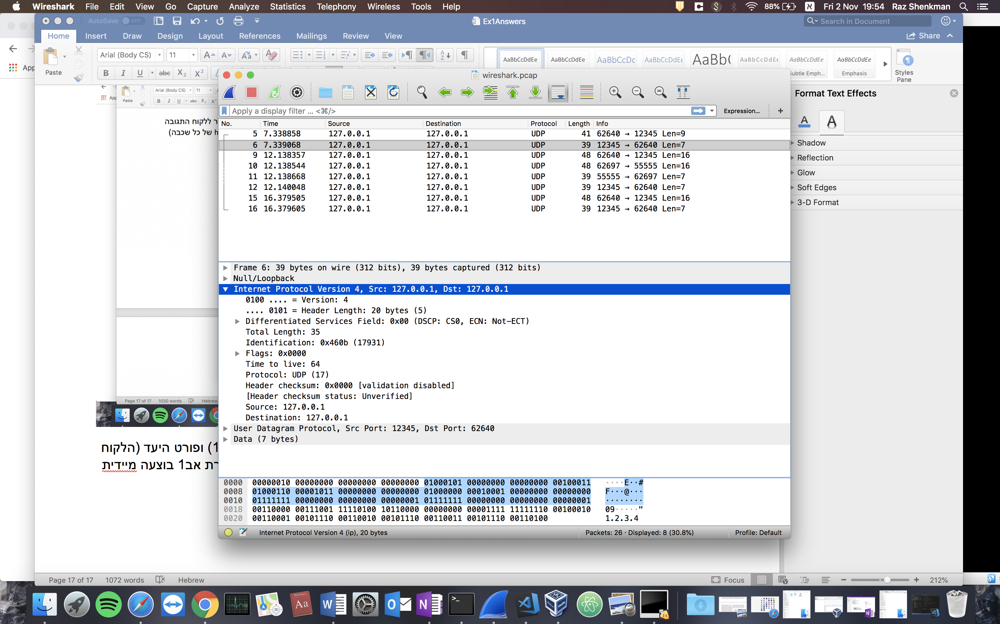 Wireshark File Edit View Go Capture Analyze Statistics Telephony Wireless Tools Help 88% Fri 2 Nov 19:54 Raz Shenkman
AutoSave OFF Ex1Answers Search in Document
Home Insert Draw Design Layout References Mailings Review View Share
Paste Arial (Body CS) 11 AaBbCcDdEe AaBbCcDdEe AaBbCcDc AaBbCcDdEe AaBb( AaBbCcDdEe AaBbCcDdEe AaBbCcDdEe
App B I U abc X2 X2 ubtle Emph... Emphasis Styles Pane
wireshark.pcap
Paste Arial (Body CS) 11
App B I U abc X2 X2
Apply a display filter ... <⌘/> Expression... +
No. Time Source Destination Protocol Length Info
5 7.338858 127.0.0.1 127.0.0.1 UDP 41 62640 → 12345 Len=9
6 7.339068 127.0.0.1 127.0.0.1 UDP 39 12345 → 62640 Len=7
9 12.138357 127.0.0.1 127.0.0.1 UDP 48 62640 → 12345 Len=16
10 12.138544 127.0.0.1 127.0.0.1 UDP 48 62697 → 55555 Len=16
11 12.138668 127.0.0.1 127.0.0.1 UDP 39 55555 → 62697 Len=7
12 12.140048 127.0.0.1 127.0.0.1 UDP 39 12345 → 62640 Len=7
15 16.379505 127.0.0.1 127.0.0.1 UDP 48 62640 → 12345 Len=16
16 16.379605 127.0.0.1 127.0.0.1 UDP 39 12345 → 62640 Len=7
ר ללקוח התגובה
h של כל שכבה)
Frame 6: 39 bytes on wire (312 bits), 39 bytes captured (312 bits)
Null/Loopback
Internet Protocol Version 4, Src: 127.0.0.1, Dst: 127.0.0.1
0100 .... = Version: 4
.... 0101 = Header Length: 20 bytes (5)
Differentiated Services Field: 0x00 (DSCP: CS0, ECN: Not-ECT)
Total Length: 35
Identification: 0x460b (17931)
Flags: 0x0000
Time to live: 64
Protocol: UDP (17)
Header checksum: 0x0000 [validation disabled]
[Header checksum status: Unverified]
Source: 127.0.0.1
Destination: 127.0.0.1
User Datagram Protocol, Src Port: 12345, Dst Port: 62640
Data (7 bytes)
Page 17 of 17 1030 words Hebrew
1) ופורט היעד (הלקוח
רת אב1 בוצעה מיידית
0000 00000010 00000000 00000000 00000000 01000101 00000000 00000000 00100011 ····E··#
0008 01000110 00001011 00000000 00000000 01000000 00010001 00000000 00000000 F···@···
0010 01111111 00000000 00000000 00000001 01111111 00000000 00000000 00000001 ········
0018 00110000 00111001 11110100 10110000 00000000 00001111 11111110 00100010 09·····"
0020 00110001 00101110 00110010 00101110 00110011 00101110 00110100 1.2.3.4
Internet Protocol Version 4 (ip), 20 bytes Packets: 26 · Displayed: 8 (30.8%) Profile: Default
Format Text Effects
Shadow
Reflection
Glow
Soft Edges
3-D Format
Page 17 of 17 1072 words Hebrew Focus 212%